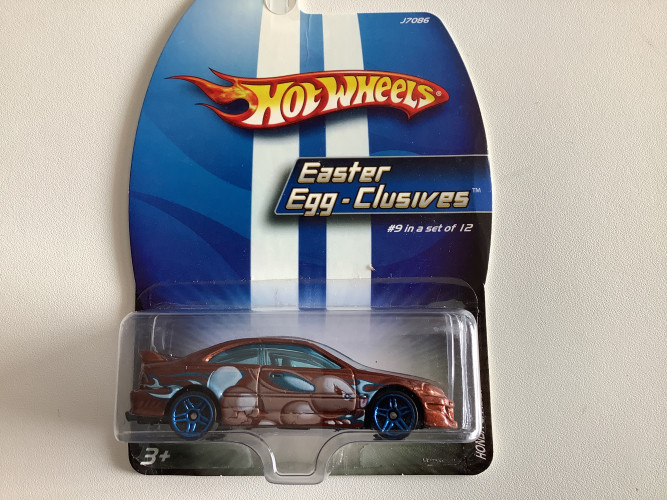 J7086
HOT WHEELS®
Easter
Egg-Clusives™
#9 in a set of 12
3+